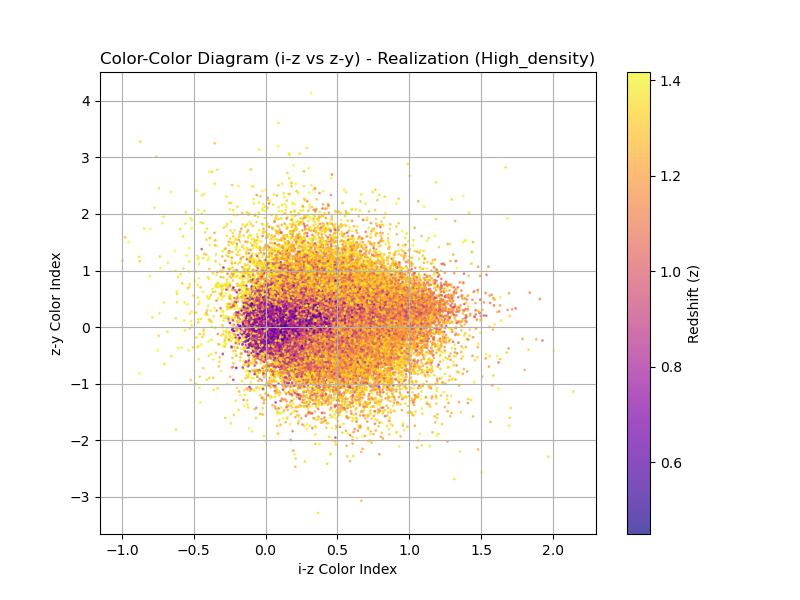 Color-Color Diagram (i-z vs z-y) - Realization (High_density)
4
3
2
1
0
−1
−2
−3
z-y Color Index
−1.0 −0.5 0.0 0.5 1.0 1.5 2.0
i-z Color Index
1.4
1.2
1.0
0.8
0.6
Redshift (z)